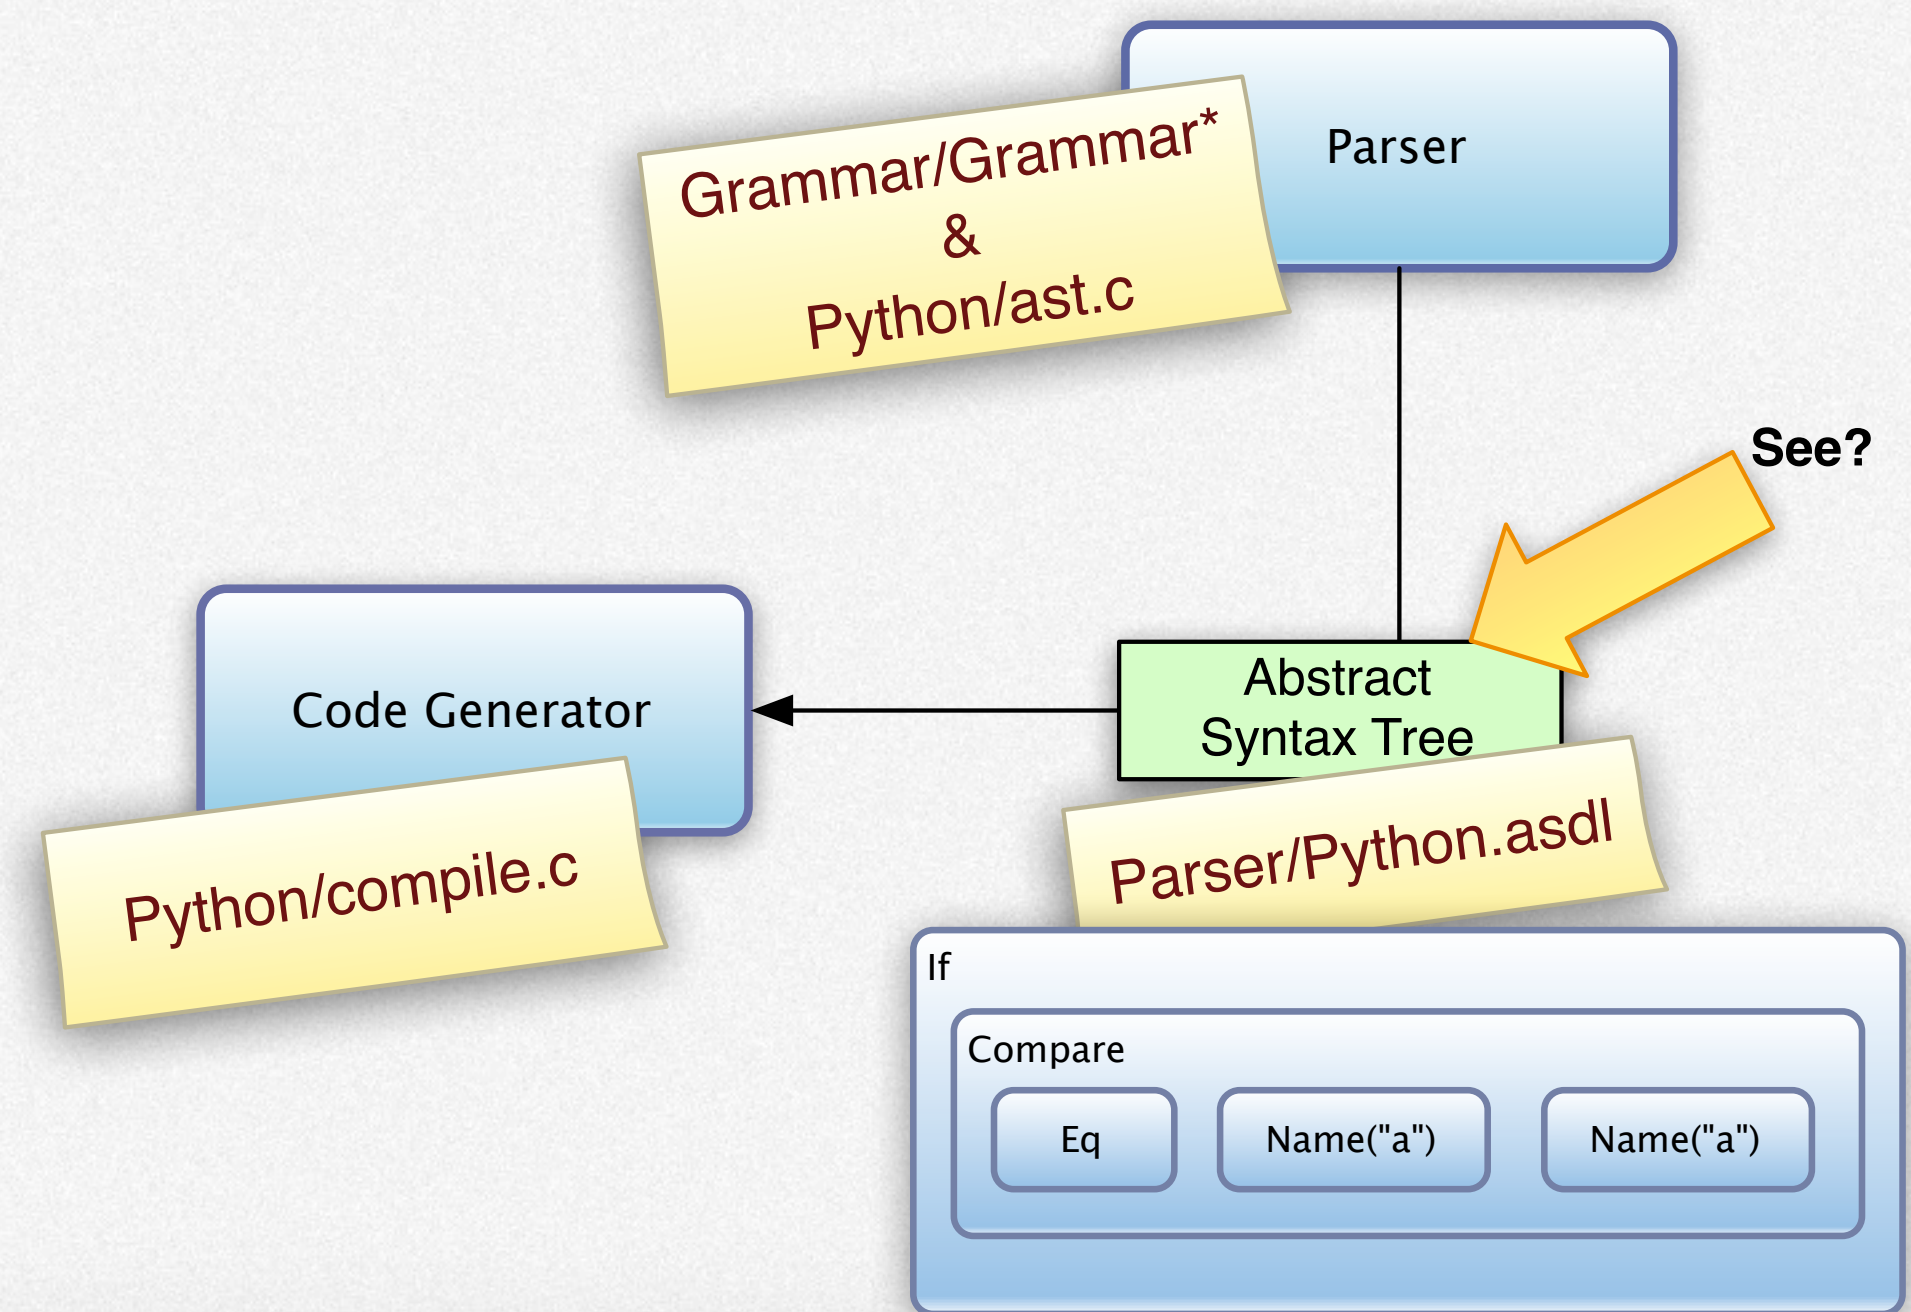 Parser
Grammar/Grammar*
&
Python/ast.c
See?
Code Generator
Abstract
Syntax Tree
Python/compile.c
Parser/Python.asdl
If
Compare
Eq
Name("a")
Name("a")